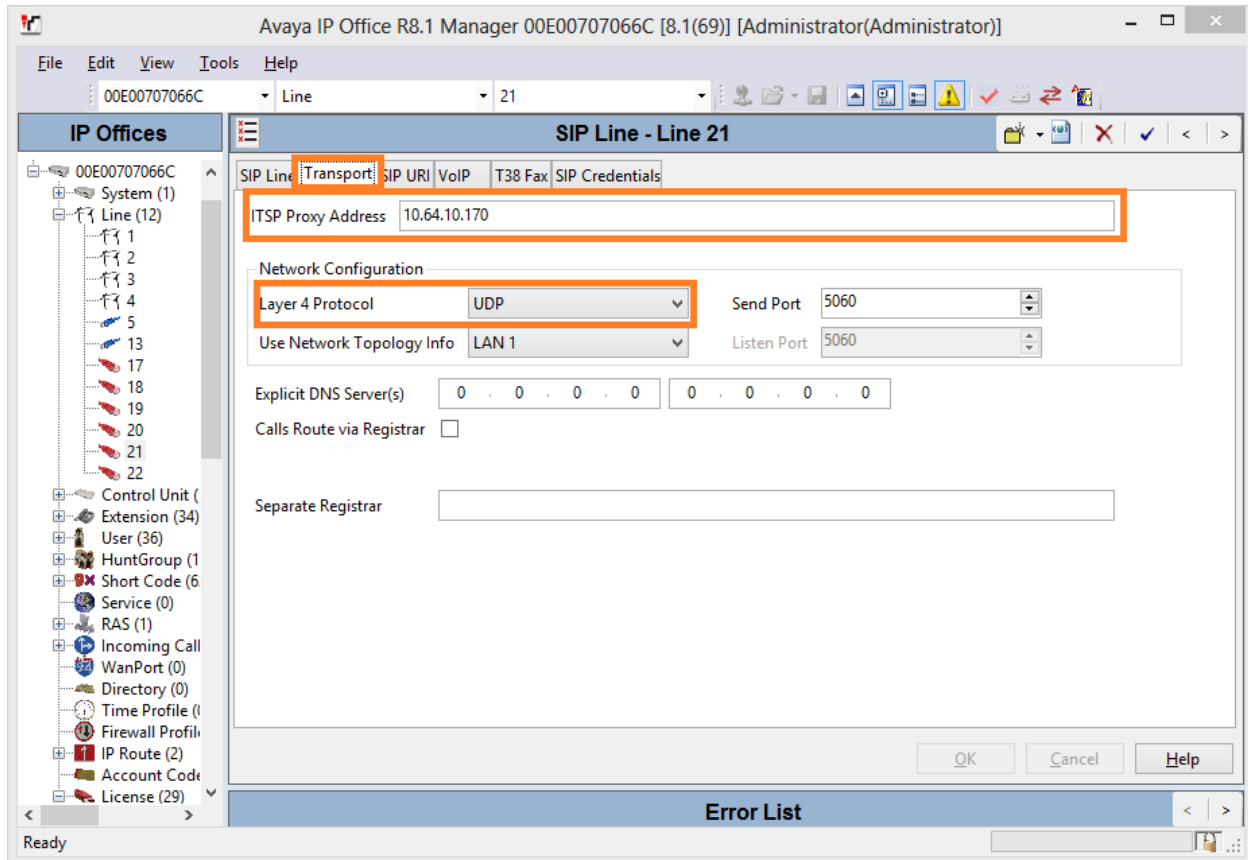 Avaya IP Office R8.1 Manager 00E00707066C [8.1(69)] [Administrator(Administrator)]
File Edit View Tools Help
00E00707066C Line 21
IP Offices
00E00707066C
System (1)
Line (12)
1
2
3
4
5
13
17
18
19
20
21
22
Control Unit (
Extension (34)
User (36)
HuntGroup (1
Short Code (6
Service (0)
RAS (1)
Incoming Call
WanPort (0)
Directory (0)
Time Profile (
Firewall Profil
IP Route (2)
Account Code
License (29)
SIP Line - Line 21
SIP Line Transport SIP URI VoIP T38 Fax SIP Credentials
ITSP Proxy Address 10.64.10.170
Network Configuration
Layer 4 Protocol UDP Send Port 5060
Use Network Topology Info LAN 1 Listen Port 5060
Explicit DNS Server(s) 0 . 0 . 0 . 0 0 . 0 . 0 . 0
Calls Route via Registrar
Separate Registrar
OK Cancel Help
Error List
Ready